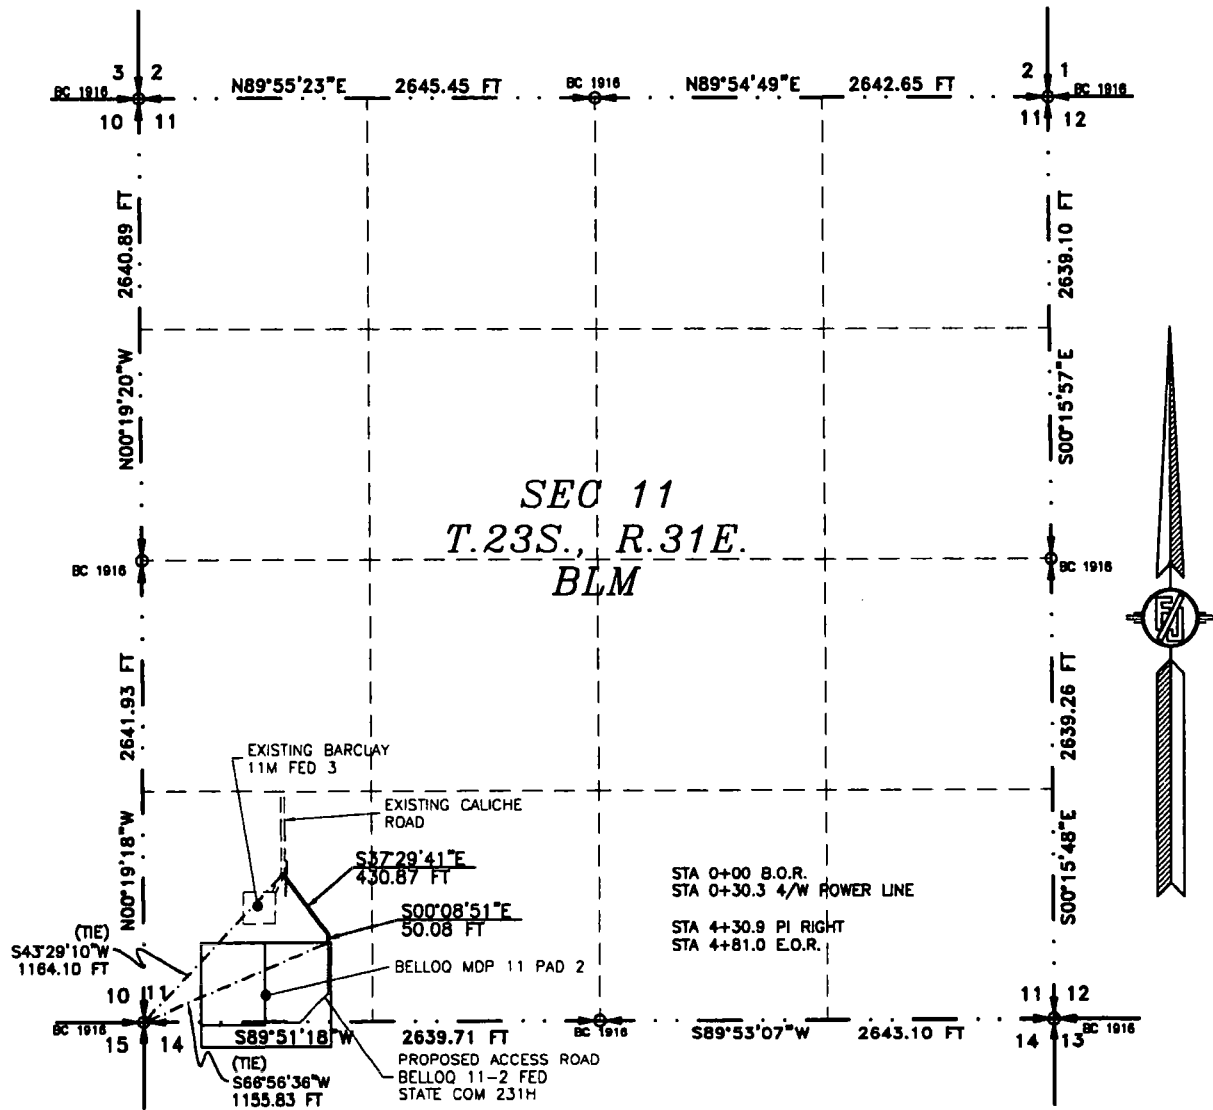 3 2
N89°55'23"E 2645.45 FT
BC 1916
N89°54'49"E 2642.65 FT
2 1
BC 1916
BC 1916
10 11
11 12
2640.89 FT
N00°19'20"W
2639.10 FT
S00°15'57"E
SEC 11
T.23S., R.31E.
BLM
BC 1916
BC 1916
2641.93 FT
N00°19'18"W
2639.26 FT
S00°15'48"E
EXISTING BARCLAY
11M FED 3
EXISTING CALICHE
ROAD
S37°29'41"E
430.87 FT
S00°08'51"E
50.08 FT
STA 0+00 B.O.R.
STA 0+30.3 4/W POWER LINE
STA 4+30.9 PI RIGHT
STA 4+81.0 E.O.R.
(TIE)
S43°29'10"W
1164.10 FT
BELLOQ MDP 11 PAD 2
10 11
11 12
BC 1916
S89°51'18"W 2639.71 FT
BC 1916
S89°53'07"W 2643.10 FT
BC 1916
15 14
14 13
(TIE)
S66°56'36"W
1155.83 FT
PROPOSED ACCESS ROAD
BELLOQ 11-2 FED
STATE COM 231H